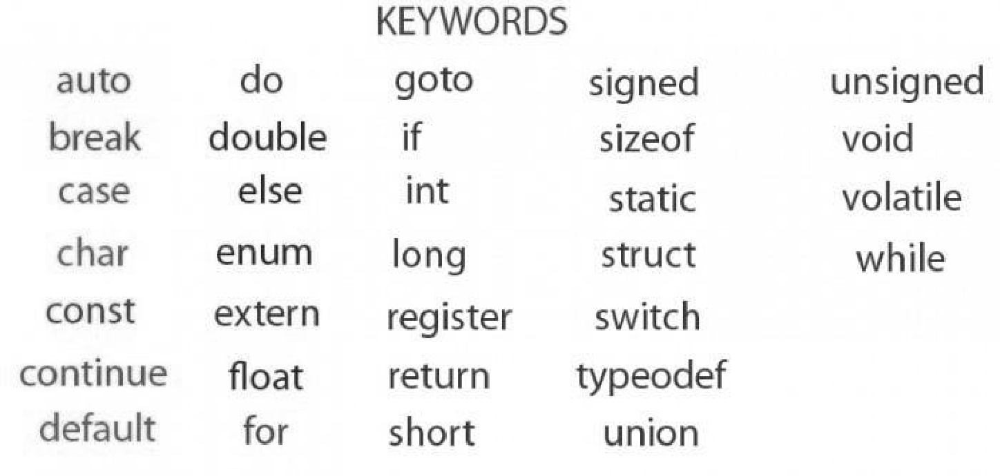 KEYWORDS
auto do goto signed unsigned
break double if sizeof void
case else int static volatile
char enum long struct while
const extern register switch
continue float return typeodef
default for short union